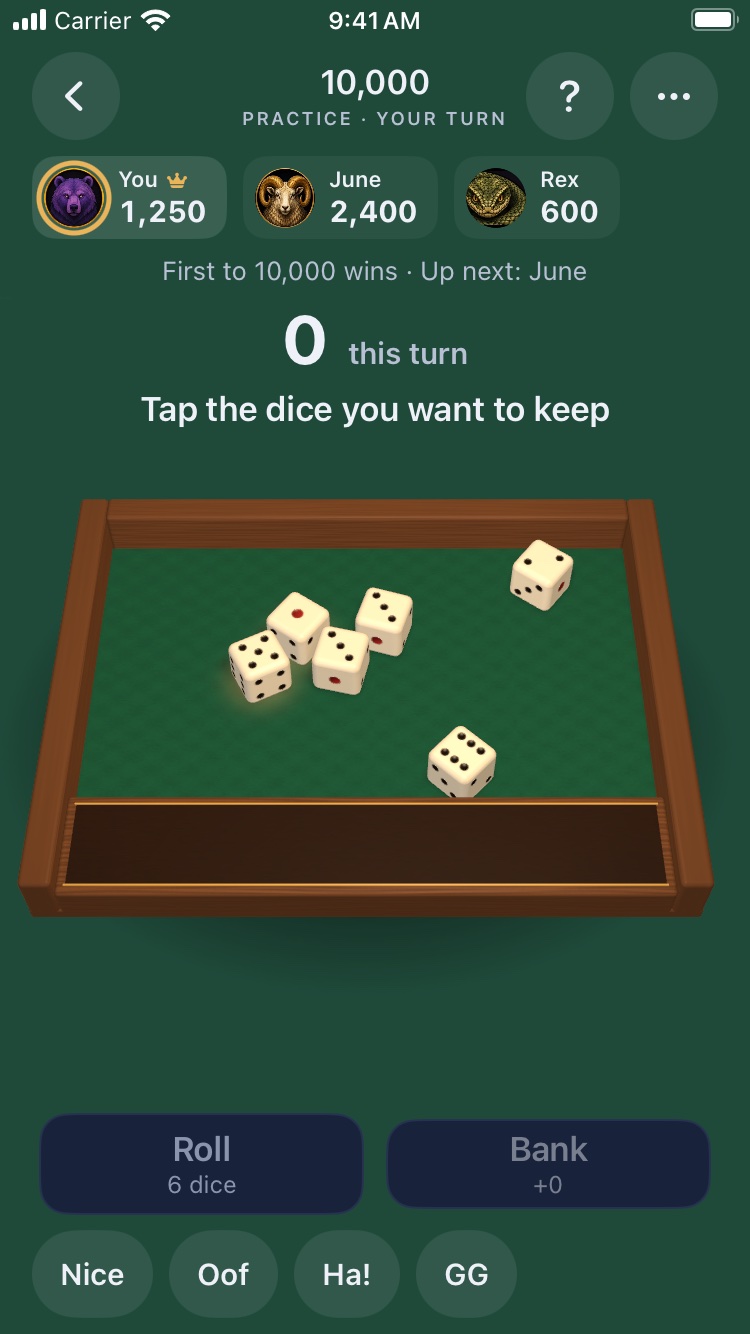 Carrier
9:41 AM
10,000
PRACTICE · YOUR TURN
?
You
1,250
June
2,400
Rex
600
First to 10,000 wins · Up next: June
0 this turn
Tap the dice you want to keep
Roll
6 dice
Bank
+0
Nice
Oof
Ha!
GG